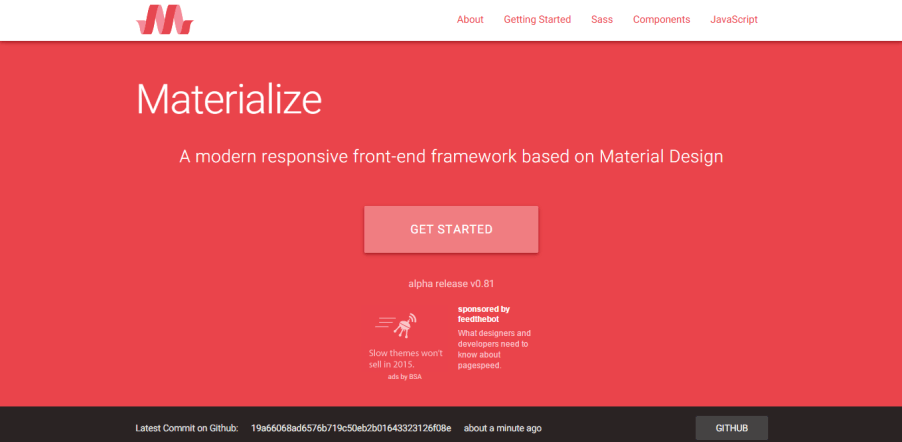 About Getting Started Sass Components JavaScript
Materialize
A modern responsive front-end framework based on Material Design
GET STARTED
alpha release v0.81
Slow themes won't
sell in 2015.
ads by BSA
sponsored by
feedthebot
What designers and
developers need to
know about
pagespeed.
Latest Commit on Github: 19a66068ad6576b719c50eb2b01643323126f08e about a minute ago GITHUB